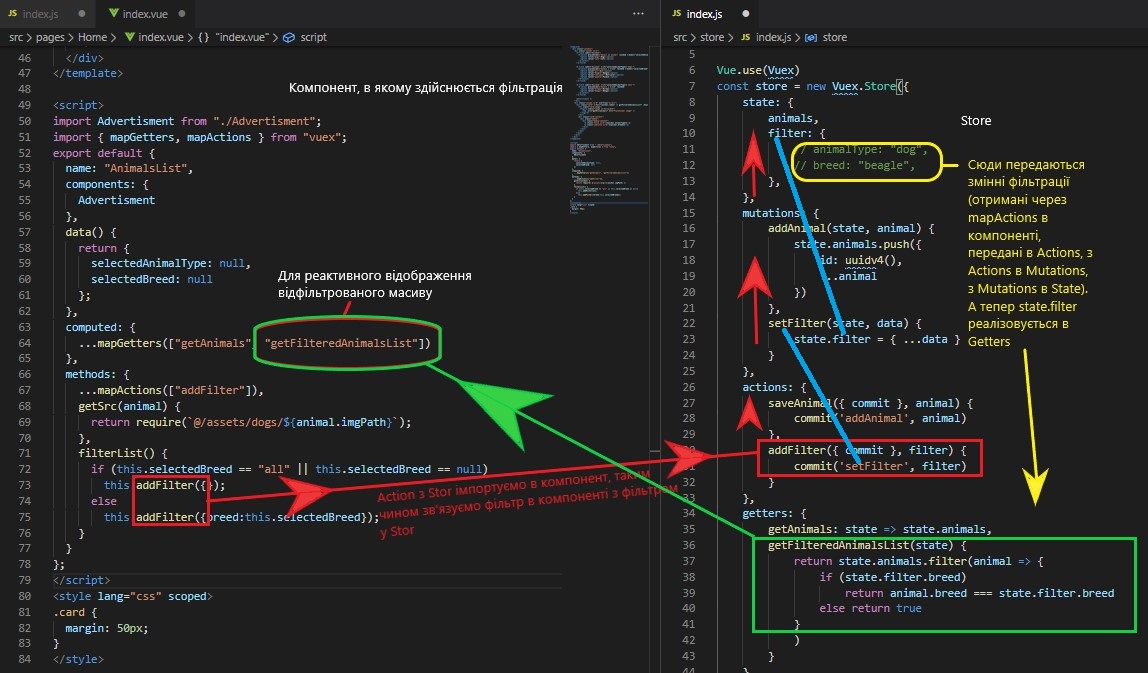 JS index.js
index.vue
src > pages > Home > index.vue > {} "index.vue" > script
46 </div>
47 </template>
48
Компонент, в якому здійснюється фільтрація
49 <script>
50 import Advertisment from "./Advertisment";
51 import { mapGetters, mapActions } from "vuex";
52 export default {
53 name: "AnimalsList",
54 components: {
55 Advertisment
56 },
57 data() {
58 return {
59 selectedAnimalType: null,
60 selectedBreed: null
61 };
62 },
Для реактивного відображення
відфільтрованого масиву
63 computed: {
64 ...mapGetters(["getAnimals" "getFilteredAnimalsList"])
65 },
66 methods: {
67 ...mapActions(["addFilter"]),
68 getSrc(animal) {
69 return require(`@/assets/dogs/${animal.imgPath}`);
70 },
71 filterList() {
72 if (this.selectedBreed == "all" || this.selectedBreed == null)
73 this addFilter({});
74 else
75 this addFilter({breed:this.selectedBreed});
76 }
77 }
78 };
79 </script>
80 <style lang="css" scoped>
81 .card {
82 margin: 50px;
83 }
84 </style>
Action з Stor імпортуємо в компонент, таким
чином зв'язуємо фільтр в компоненті з фільтром
у Stor
JS index.js
src > store > JS index.js > store
5
6 Vue.use(Vuex)
7 const store = new Vuex.Store({
8 state: {
9 animals,
10 filter: {
11 / animalType: "dog",
12 // breed: "beagle",
13 },
14 },
15 mutations: {
16 addAnimal(state, animal) {
17 state.animals.push({
18 id: uuidv4(),
19 ..animal
20 })
21 },
22 setFilter(state, data) {
23 state.filter = { ...data }
24 }
25 },
26 actions: {
27 saveAnimal({ commit }, animal) {
28 commit('addAnimal', animal)
29 },
addFilter({ commit }, filter) {
commit('setFilter', filter)
32 }
33 },
34 getters: {
35 getAnimals: state => state.animals,
36 getFilteredAnimalsList(state) {
37 return state.animals.filter(animal => {
38 if (state.filter.breed)
39 return animal.breed === state.filter.breed
40 else return true
41 }
42 )
43 }
44 },
Store
Сюди передаються
змінні фільтрації
(отримані через
mapActions в
компоненті,
передані в Actions, з
Actions в Mutations,
з Mutations в State).
А тепер state.filter
реалізовується в
Getters